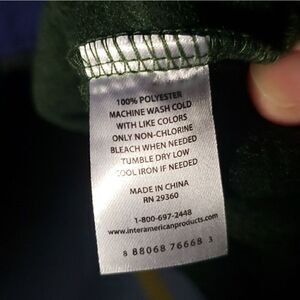 100% POLYESTER
MACHINE WASH COLD
WITH LIKE COLORS
ONLY NON-CHLORINE
BLEACH WHEN NEEDED
TUMBLE DRY LOW
COOL IRON IF NEEDED
MADE IN CHINA
RN 29360
1-800-697-2448
www.interamericanproducts.com
8 88068 76668 3